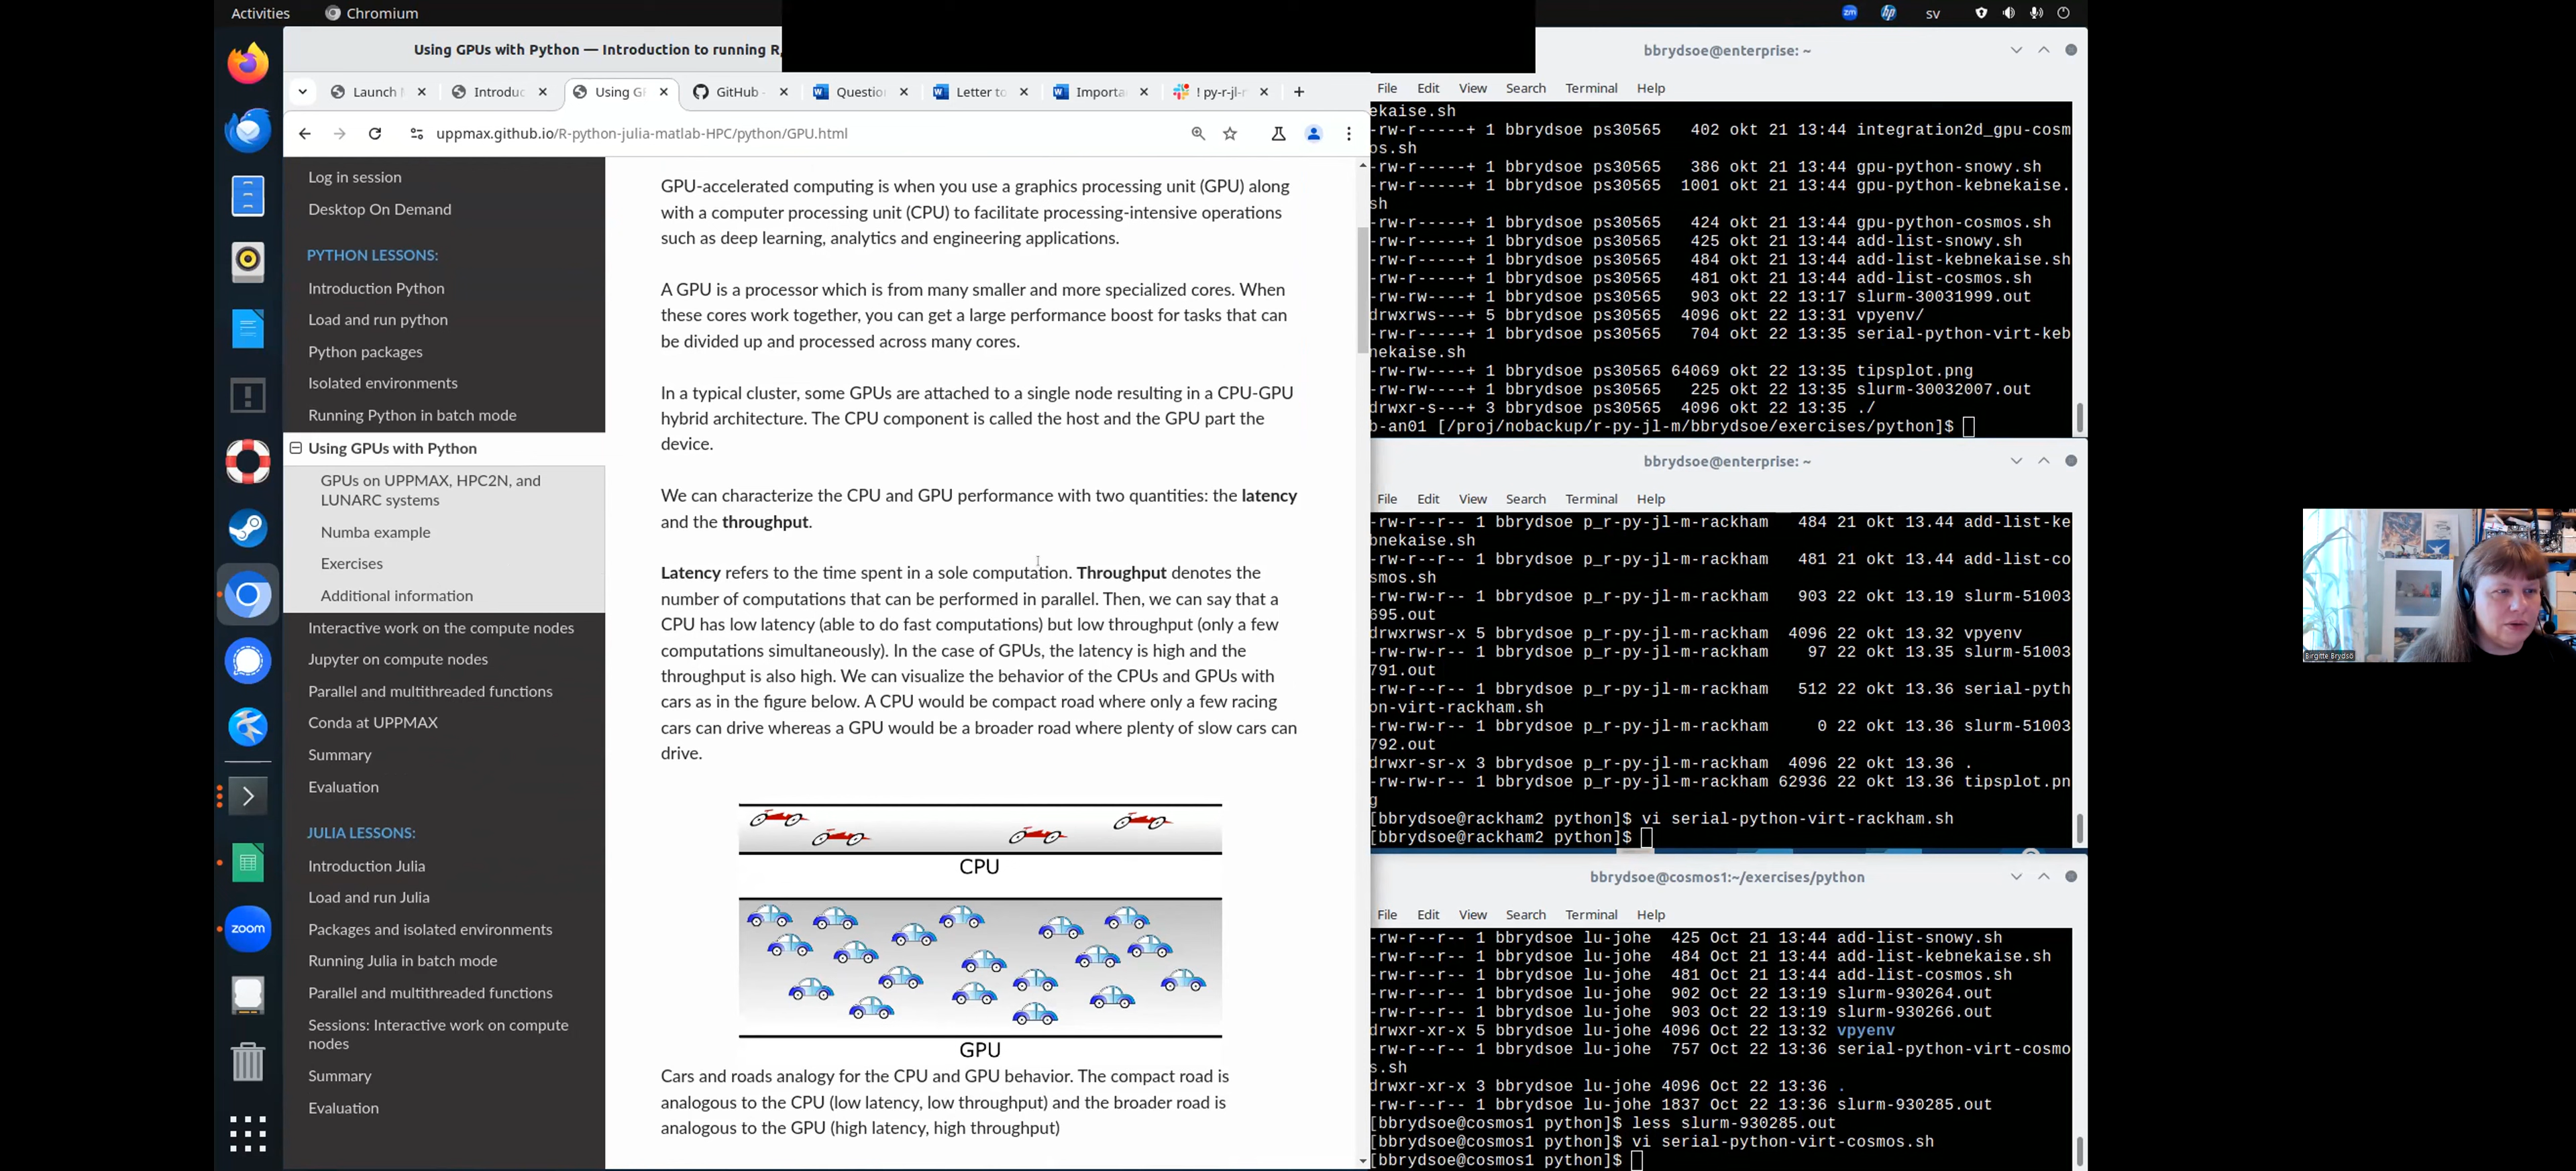 Activities
Chromium
sv
Using GPUs with Python — Introduction to running R,
Launch
Introduc
Using G
GitHub -
Question
Letter to
Importa
! py-r-jl-
uppmax.github.io/R-python-julia-matlab-HPC/python/GPU.html
Log in session
Desktop On Demand
PYTHON LESSONS:
Introduction Python
Load and run python
Python packages
Isolated environments
Running Python in batch mode
Using GPUs with Python
GPUs on UPPMAX, HPC2N, and
LUNARC systems
Numba example
Exercises
Additional information
Interactive work on the compute nodes
Jupyter on compute nodes
Parallel and multithreaded functions
Conda at UPPMAX
Summary
Evaluation
JULIA LESSONS:
Introduction Julia
Load and run Julia
Packages and isolated environments
Running Julia in batch mode
Parallel and multithreaded functions
Sessions: Interactive work on compute
nodes
Summary
Evaluation
zoom
GPU-accelerated computing is when you use a graphics processing unit (GPU) along
with a computer processing unit (CPU) to facilitate processing-intensive operations
such as deep learning, analytics and engineering applications.
A GPU is a processor which is from many smaller and more specialized cores. When
these cores work together, you can get a large performance boost for tasks that can
be divided up and processed across many cores.
In a typical cluster, some GPUs are attached to a single node resulting in a CPU-GPU
hybrid architecture. The CPU component is called the host and the GPU part the
device.
We can characterize the CPU and GPU performance with two quantities: the latency
and the throughput.
Latency refers to the time spent in a sole computation. Throughput denotes the
number of computations that can be performed in parallel. Then, we can say that a
CPU has low latency (able to do fast computations) but low throughput (only a few
computations simultaneously). In the case of GPUs, the latency is high and the
throughput is also high. We can visualize the behavior of the CPUs and GPUs with
cars as in the figure below. A CPU would be compact road where only a few racing
cars can drive whereas a GPU would be a broader road where plenty of slow cars can
drive.
CPU
GPU
Cars and roads analogy for the CPU and GPU behavior. The compact road is
analogous to the CPU (low latency, low throughput) and the broader road is
analogous to the GPU (high latency, high throughput)
bbrydsoe@enterprise: ~
File Edit View Search Terminal Help
ekaise.sh
-rw-r-----+ 1 bbrydsoe ps30565 402 okt 21 13:44 integration2d_gpu-cosm
os.sh
-rw-r-----+ 1 bbrydsoe ps30565 386 okt 21 13:44 gpu-python-snowy.sh
-rw-r-----+ 1 bbrydsoe ps30565 1001 okt 21 13:44 gpu-python-kebnekaise.
sh
-rw-r-----+ 1 bbrydsoe ps30565 424 okt 21 13:44 gpu-python-cosmos.sh
-rw-r-----+ 1 bbrydsoe ps30565 425 okt 21 13:44 add-list-snowy.sh
-rw-r-----+ 1 bbrydsoe ps30565 484 okt 21 13:44 add-list-kebnekaise.sh
-rw-r-----+ 1 bbrydsoe ps30565 481 okt 21 13:44 add-list-cosmos.sh
-rw-rw----+ 1 bbrydsoe ps30565 903 okt 22 13:17 slurm-30031999.out
drwxrws---+ 5 bbrydsoe ps30565 4096 okt 22 13:31 vpyenv/
-rw-r-----+ 1 bbrydsoe ps30565 704 okt 22 13:35 serial-python-virt-keb
nekaise.sh
-rw-rw----+ 1 bbrydsoe ps30565 64069 okt 22 13:35 tipsplot.png
-rw-rw----+ 1 bbrydsoe ps30565 225 okt 22 13:35 slurm-30032007.out
drwxr-s---+ 3 bbrydsoe ps30565 4096 okt 22 13:35 ./
b-an01 [/proj/nobackup/r-py-jl-m/bbrydsoe/exercises/python]$
bbrydsoe@enterprise: ~
File Edit View Search Terminal Help
-rw-r--r-- 1 bbrydsoe p_r-py-jl-m-rackham 484 21 okt 13.44 add-list-ke
bnekaise.sh
-rw-r--r-- 1 bbrydsoe p_r-py-jl-m-rackham 481 21 okt 13.44 add-list-co
smos.sh
-rw-rw-r-- 1 bbrydsoe p_r-py-jl-m-rackham 903 22 okt 13.19 slurm-51003
695.out
drwxrwsr-x 5 bbrydsoe p_r-py-jl-m-rackham 4096 22 okt 13.32 vpyenv
-rw-rw-r-- 1 bbrydsoe p_r-py-jl-m-rackham 97 22 okt 13.35 slurm-51003
791.out
-rw-r--r-- 1 bbrydsoe p_r-py-jl-m-rackham 512 22 okt 13.36 serial-pyth
on-virt-rackham.sh
-rw-rw-r-- 1 bbrydsoe p_r-py-jl-m-rackham 0 22 okt 13.36 slurm-51003
792.out
drwxr-sr-x 3 bbrydsoe p_r-py-jl-m-rackham 4096 22 okt 13.36 .
-rw-rw-r-- 1 bbrydsoe p_r-py-jl-m-rackham 62936 22 okt 13.36 tipsplot.pn
g
[bbrydsoe@rackham2 python]$ vi serial-python-virt-rackham.sh
[bbrydsoe@rackham2 python]$
bbrydsoe@cosmos1:~/exercises/python
File Edit View Search Terminal Help
-rw-r--r-- 1 bbrydsoe lu-johe 425 Oct 21 13:44 add-list-snowy.sh
-rw-r--r-- 1 bbrydsoe lu-johe 484 Oct 21 13:44 add-list-kebnekaise.sh
-rw-r--r-- 1 bbrydsoe lu-johe 481 Oct 21 13:44 add-list-cosmos.sh
-rw-r--r-- 1 bbrydsoe lu-johe 902 Oct 22 13:19 slurm-930264.out
-rw-r--r-- 1 bbrydsoe lu-johe 903 Oct 22 13:19 slurm-930266.out
drwxr-xr-x 5 bbrydsoe lu-johe 4096 Oct 22 13:32 vpyenv
-rw-r--r-- 1 bbrydsoe lu-johe 757 Oct 22 13:36 serial-python-virt-cosmo
s.sh
drwxr-xr-x 3 bbrydsoe lu-johe 4096 Oct 22 13:36 .
-rw-r--r-- 1 bbrydsoe lu-johe 1837 Oct 22 13:36 slurm-930285.out
[bbrydsoe@cosmos1 python]$ less slurm-930285.out
[bbrydsoe@cosmos1 python]$ vi serial-python-virt-cosmos.sh
[bbrydsoe@cosmos1 python]$
Birgitte Brydsö
zm
hp